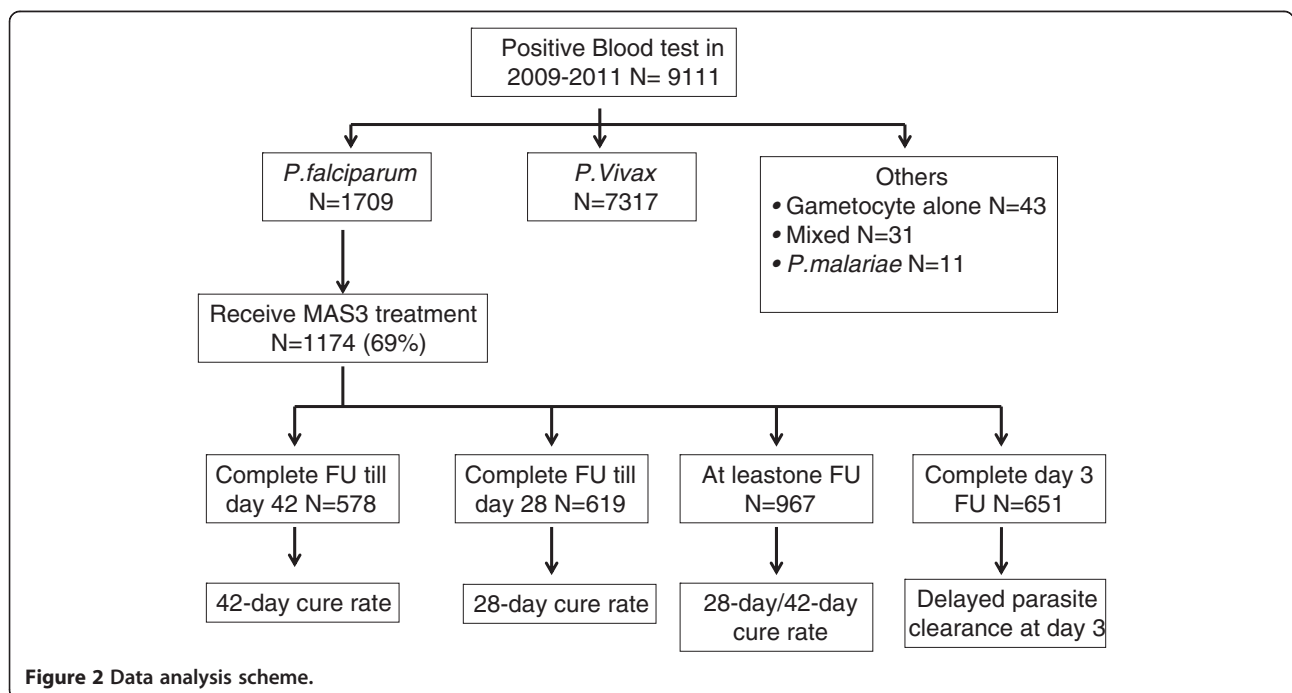 Positive Blood test in
2009-2011 N= 9111
P.falciparum
N=1709
P.Vivax
N=7317
Others
• Gametocyte alone N=43
• Mixed N=31
• P.malariae N=11
Receive MAS3 treatment
N=1174 (69%)
Complete FU till
day 42 N=578
Complete FU till
day 28 N=619
At leastone FU
N=967
Complete day 3
FU N=651
42-day cure rate
28-day cure rate
28-day/42-day
cure rate
Delayed parasite
clearance at day 3
Figure 2 Data analysis scheme.